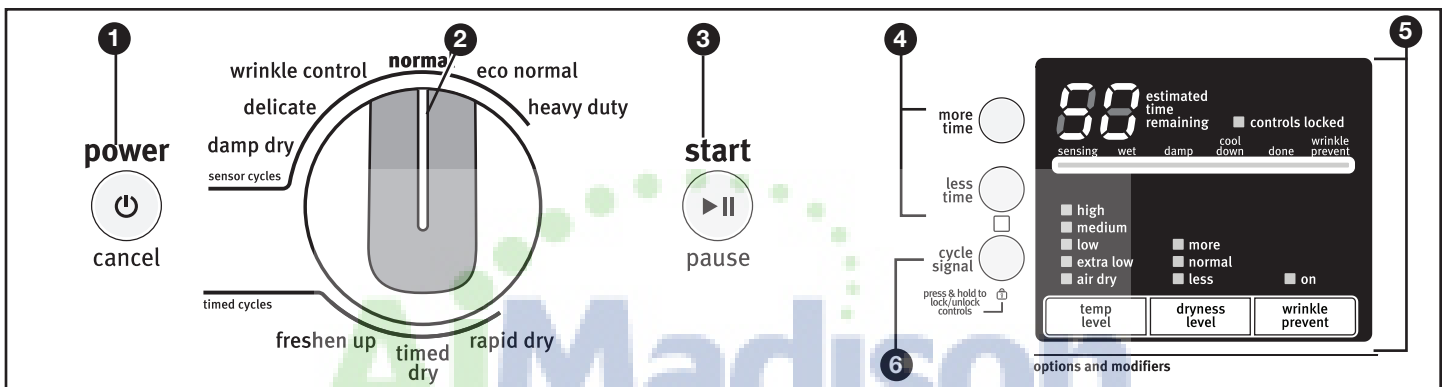 1
2
3
4
5
power
cancel
wrinkle control
normal
eco normal
delicate
heavy duty
damp dry
sensor cycles
timed cycles
freshen up
timed
dry
rapid dry
start
pause
more
time
less
time
cycle
signal
press & hold to
lock/unlock
controls
6
estimated
time
remaining
controls locked
sensing
wet
damp
cool
down
done
wrinkle
prevent
high
medium
low
extra low
air dry
more
normal
less
on
temp
level
dryness
level
wrinkle
prevent
options and modifiers
AjMadison